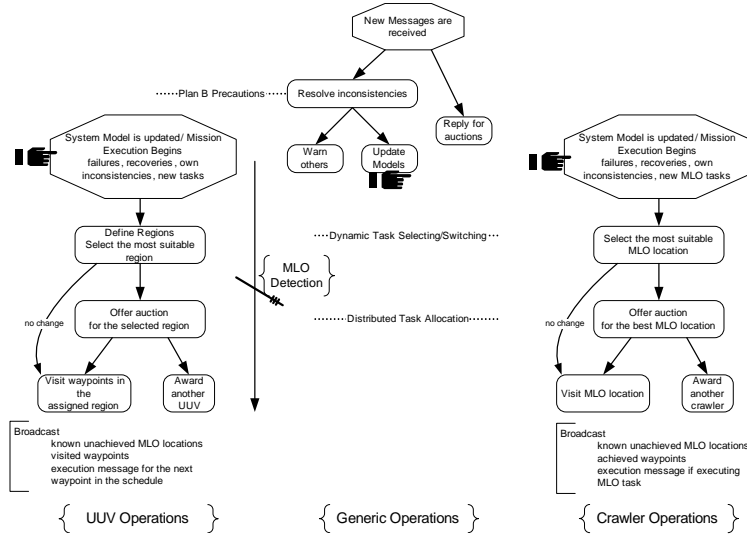 New Messages are
received
Plan B Precautions
Resolve inconsistencies
Reply for
auctions
Warn
others
Update
Models
System Model is updated/ Mission
Execution Begins
failures, recoveries, own
inconsistencies, new tasks
System Model is updated/ Mission
Execution Begins
failures, recoveries, own
inconsistencies, new MLO tasks
Define Regions
Select the most suitable
region
Dynamic Task Selecting/Switching
Select the most suitable
MLO location
MLO
Detection
no change
Offer auction
for the selected region
Distributed Task Allocation
no change
Offer auction
for the best MLO location
Visit waypoints in
the
assigned region
Award
another
UUV
Visit MLO location
Award
another
crawler
Broadcast
known unachieved MLO locations
visited waypoints
execution message for the next
waypoint in the schedule
Broadcast
known unachieved MLO locations
achieved waypoints
execution message if executing
MLO task
UUV Operations
Generic Operations
Crawler Operations